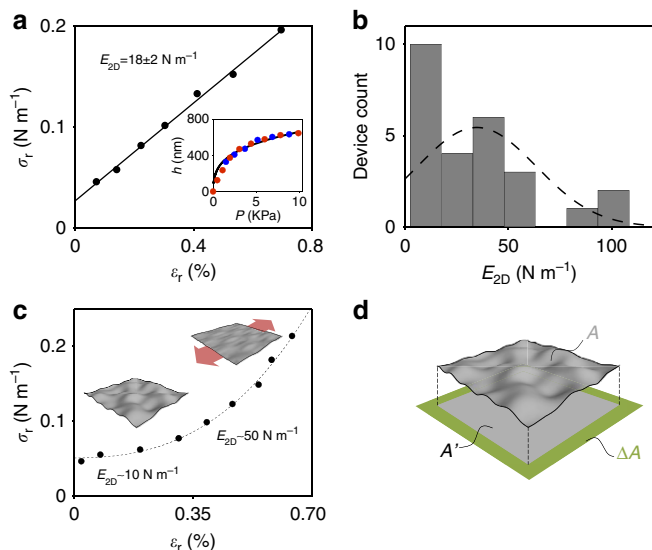 a
0.2
0.1
0
σr (N m−1)
E2D=18±2 N m−1
800
400
0
h (nm)
0 5 10
P (KPa)
0 0.4 0.8
εr (%)
b
10
5
0
Device count
0 50 100
E2D (N m−1)
c
0.2
0.1
0
σr (N m−1)
E2D~10 N m−1
E2D~50 N m−1
0 0.35 0.70
εr (%)
d
A
A'
ΔA